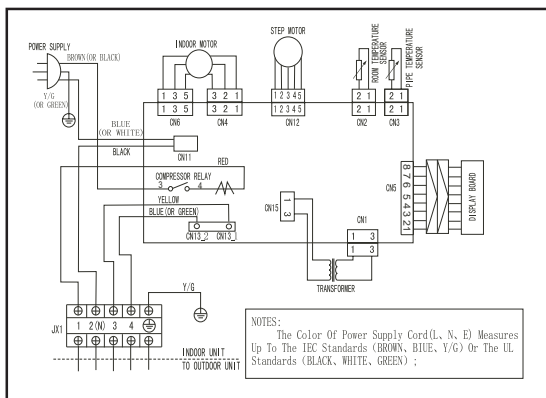 INDOOR MOTOR
STEP MOTOR
POWER SUPPLY
BROWN(OR BLACK)
ROOM TEMPERATURE
SENSOR
PIPE TEMPERATURE
SENSOR
Y/G
(OR GREEN)
1 3 5
3 2 1
1 2 3 4 5
2 1
2 1
1 3 5
3 2 1
2 1
2 1
CN6
CN4
CN12
CN2
CN3
BLUE
(OR WHITE)
BLACK
CN11
RED
COMPRESSOR RELAY
3
4
YELLOW
BLUE(OR GREEN)
CN13_2
CN13_
CN15
1
3
CN1
1 3
1 3
TRANSFORMER
CN5
8 7 6 5 4 3 2 1
DISPLAY BOARD
Y/G
JX1
1 2(N) 3 4
INDOOR UNIT
TO OUTDOOR UNIT
NOTES:
The Color Of Power Supply Cord(L、N、E) Measures
Up To The IEC Standards (BROWN、BIUE、Y/G) Or The UL
Standards (BLACK、WHITE、GREEN) ;